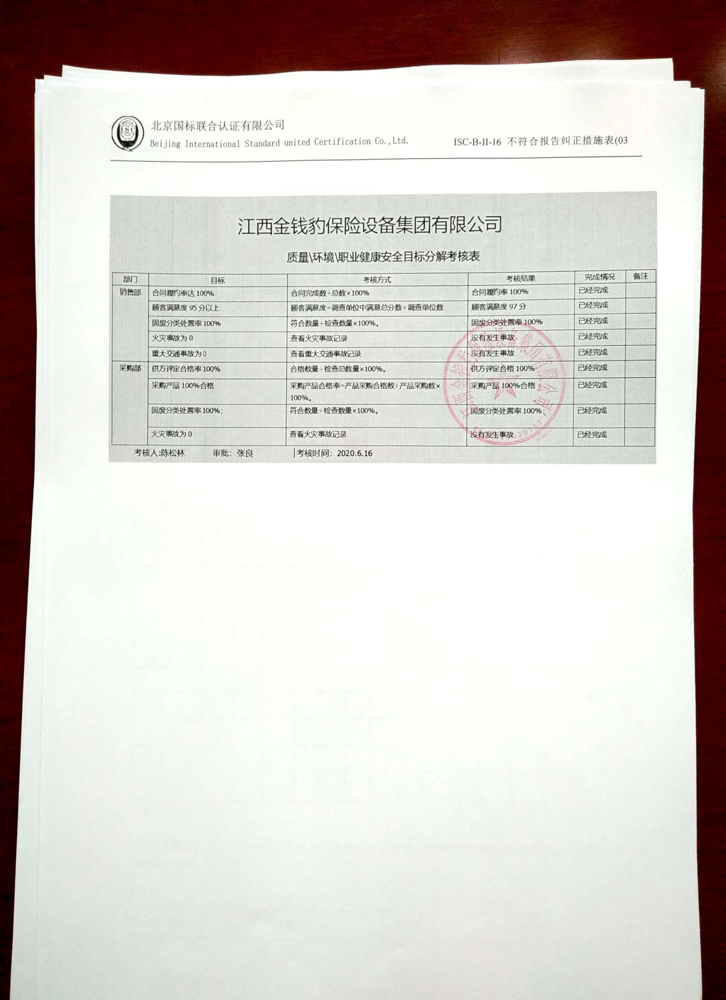 ISC
北京国标联合认证有限公司
Beijing International Standard united Certification Co.,Ltd.
ISC-B-II-16 不符合报告纠正措施表(03
江西金钱豹保险设备集团有限公司
质量\环境\职业健康安全目标分解考核表
部门 目标 考核方式 考核结果 完成情况 备注
销售部 合同履约率达 100% 合同完成数÷总数×100% 合同履约率 100% 已经完成
顾客满意度 95 分以上 顾客满意度=调查单位中满意总分数÷调查单位数 顾客满意度 97 分 已经完成
固废分类处置率 100% 符合数量÷检查数量×100%。 固废分类处置率 100% 已经完成
火灾事故为 0 查看火灾事故记录 没有发生事故 已经完成
重大交通事故为 0 查看重大交通事故记录 没有发生事故 已经完成
采购部 供方评定合格率 100% 合格数量÷检查总数量×100%。 供方评定合格 100% 已经完成
采购产品 100%合格 采购产品合格率=产品采购合格数÷产品采购数× 采购产品 100%合格 已经完成
100%。
固废分类处置率 100%; 符合数量÷检查数量×100%。 固废分类处置率 100%; 已经完成
火灾事故为 0 查看火灾事故记录 没有发生事故 已经完成
江西金钱豹保险设备集团有限公司
考核人:陈松林 审批：张良 考核时间：2020.6.16